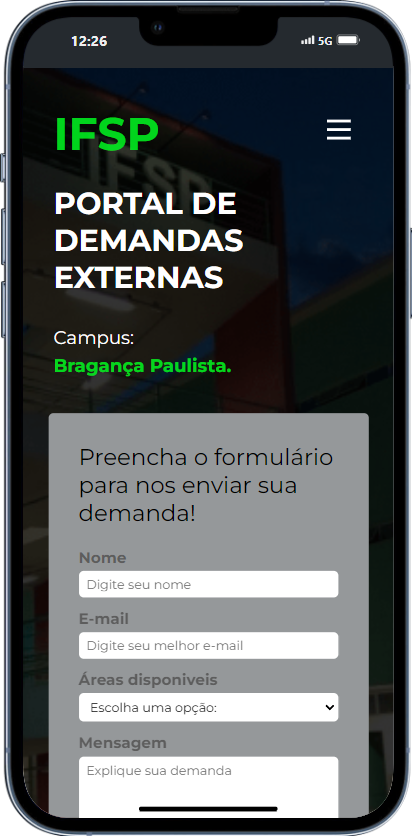 12:26
5G
IFSP
PORTAL DE
DEMANDAS
EXTERNAS
Campus:
Bragança Paulista.
Preencha o formulário
para nos enviar sua
demanda!
Nome
Digite seu nome
E-mail
Digite seu melhor e-mail
Áreas disponiveis
Escolha uma opção:
Mensagem
Explique sua demanda